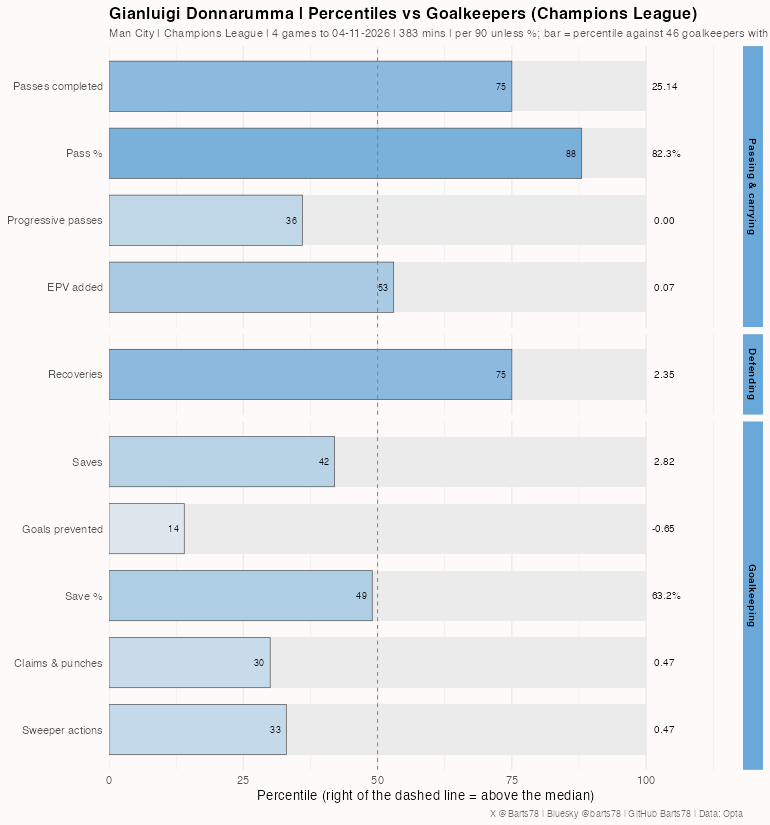 Gianluigi Donnarumma | Percentiles vs Goalkeepers (Champions League)
Man City | Champions League | 4 games to 04-11-2026 | 383 mins | per 90 unless %; bar = percentile against 46 goalkeepers with
Passes completed 75 25.14
Pass % 88 82.3%
Progressive passes 36 0.00
EPV added 53 0.07
Passing & carrying
Recoveries 75 2.35
Defending
Saves 42 2.82
Goals prevented 14 -0.65
Save % 49 63.2%
Claims & punches 30 0.47
Sweeper actions 33 0.47
Goalkeeping
0 25 50 75 100
Percentile (right of the dashed line = above the median)
X @Barts78 | Bluesky @barts78 | GitHub Barts78 | Data: Opta